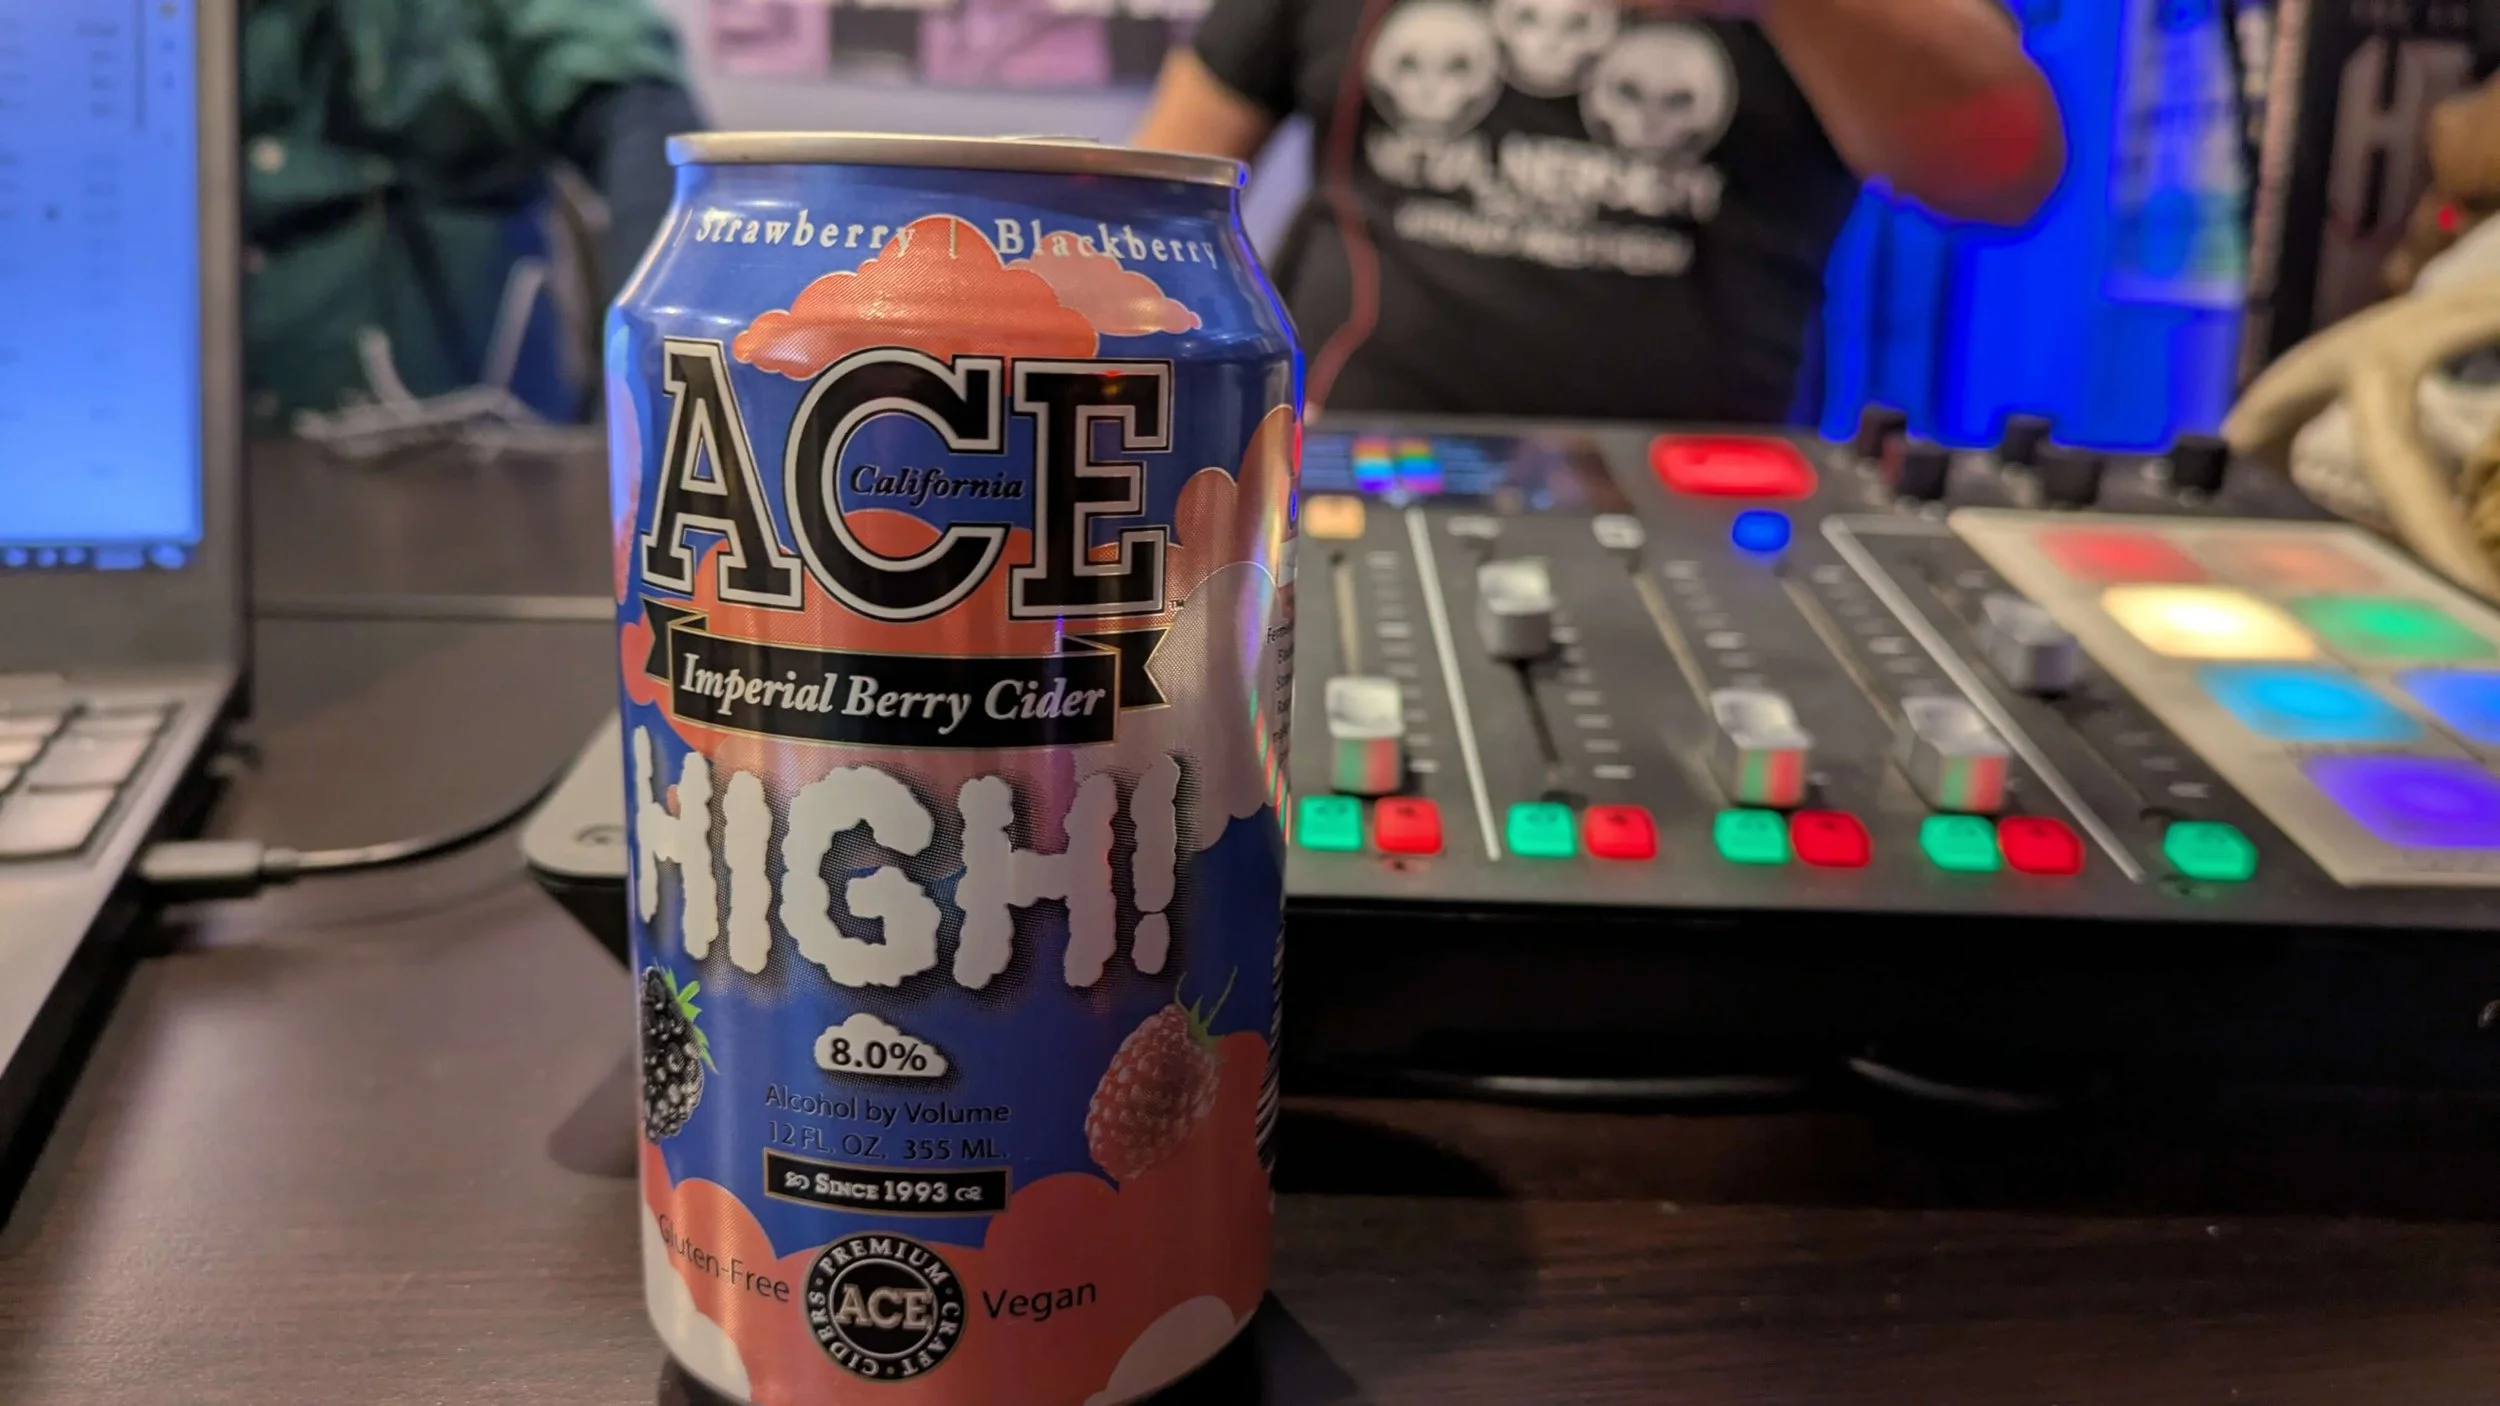 Strawberry | Blackberry
ACE
California
Imperial Berry Cider
HIGH!
8.0%
Alcohol by Volume
12 FL. OZ. 355 ML.
SINCE 1993
Gluten-Free
Vegan
PREMIUM · CRAFT · CIDERS ·
ACE